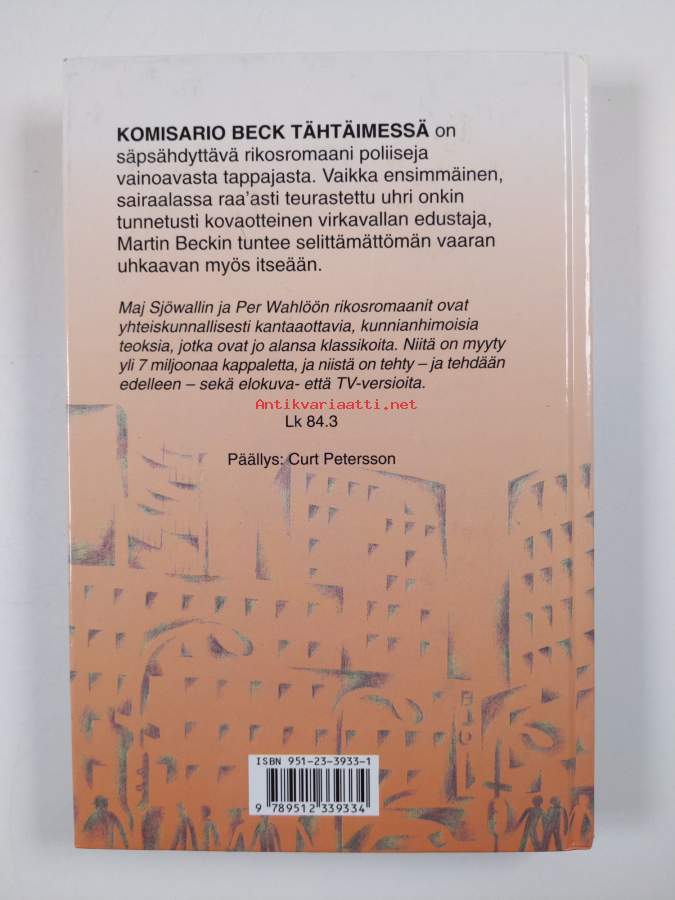 KOMISARIO BECK TÄHTÄIMESSÄ on
säpsähdyttävä rikosromaani poliiseja
vainoavasta tappajasta. Vaikka ensimmäinen,
sairaalassa raa'asti teurastettu uhri onkin
tunnetusti kovaotteinen virkavallan edustaja,
Martin Beckin tuntee selittämättömän vaaran
uhkaavan myös itseään.
Maj Sjöwallin ja Per Wahlöön rikosromaanit ovat
yhteiskunnallisesti kantaaottavia, kunnianhimoisia
teoksia, jotka ovat jo alansa klassikoita. Niitä on myyty
yli 7 miljoonaa kappaletta, ja niistä on tehty – ja tehdään
edelleen – sekä elokuva- että TV-versioita.
Antikvariaatti.net
Lk 84.3
Päällys: Curt Petersson
ISBN 951-23-3933-1
9 789512 339334